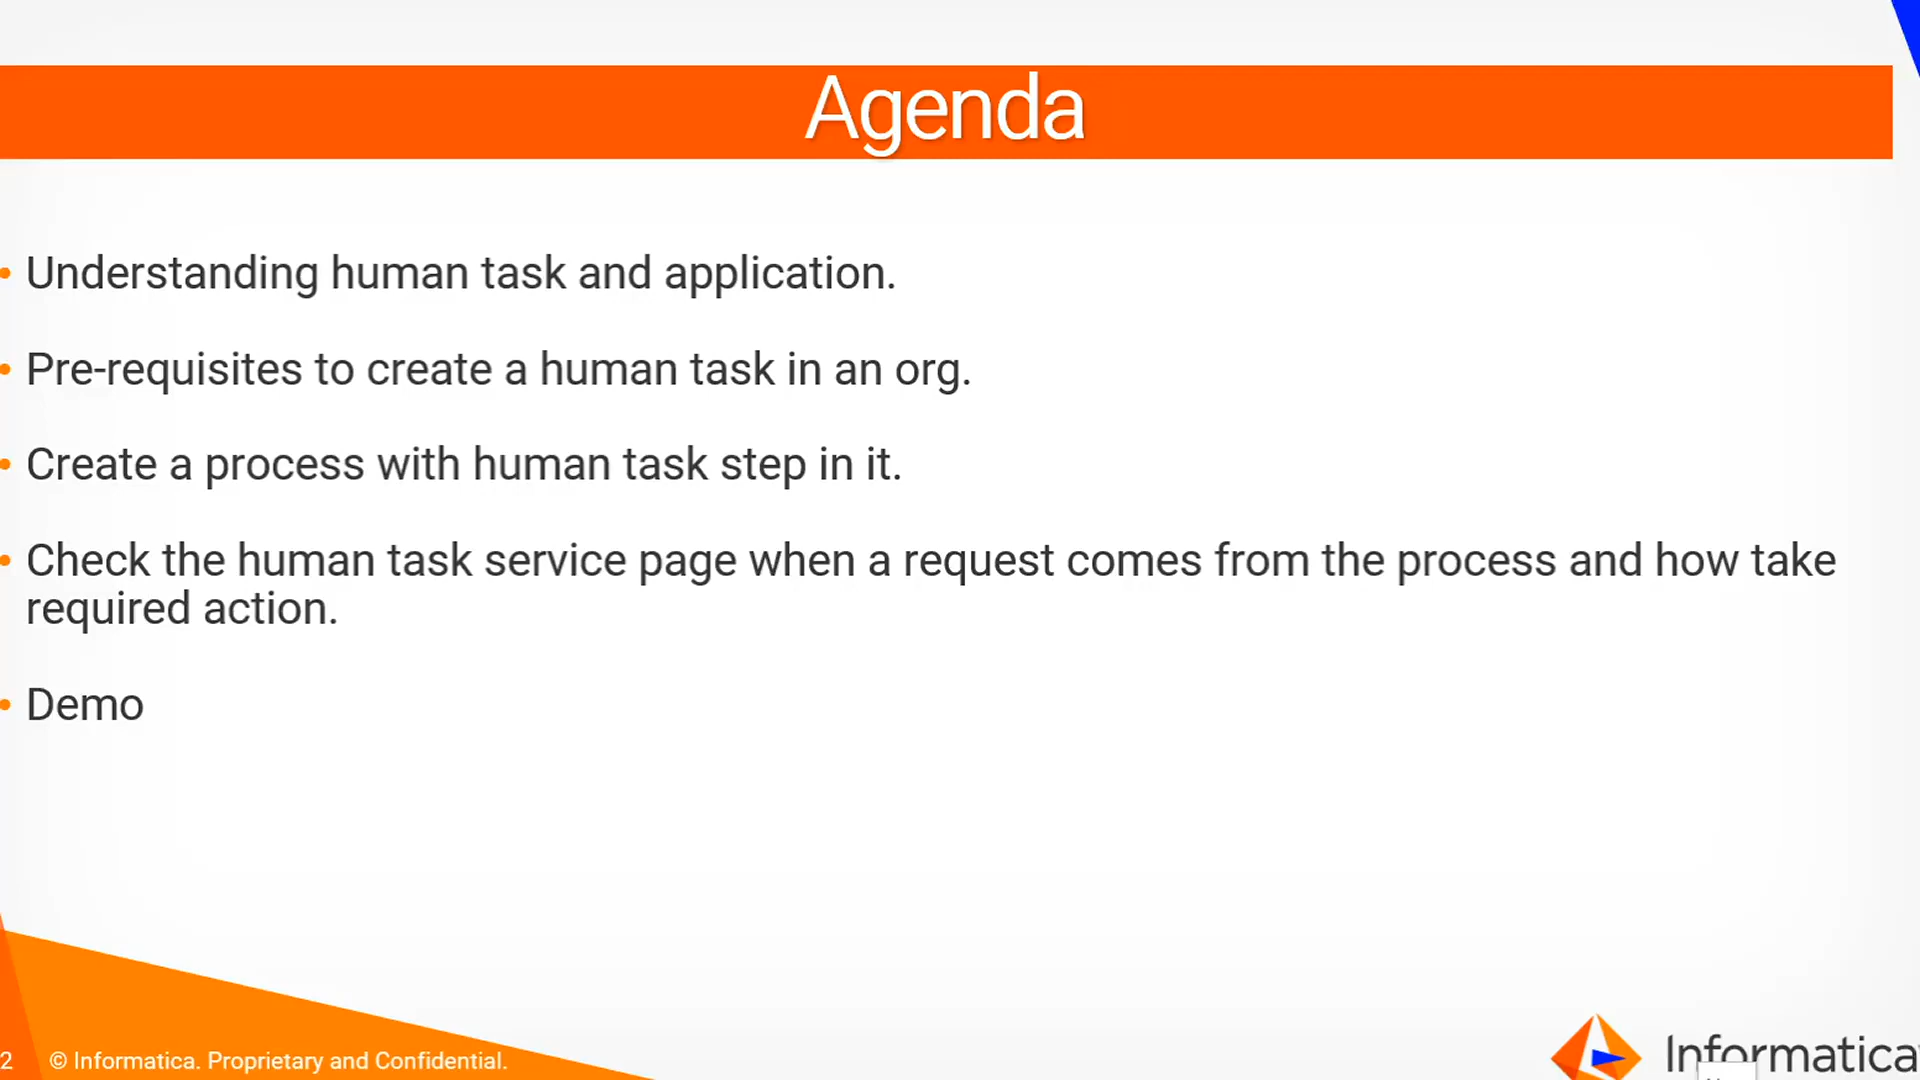 Agenda
• Understanding human task and application.
• Pre-requisites to create a human task in an org.
• Create a process with human task step in it.
• Check the human task service page when a request comes from the process and how take
required action.
• Demo
2 © Informatica. Proprietary and Confidential.
Informatica